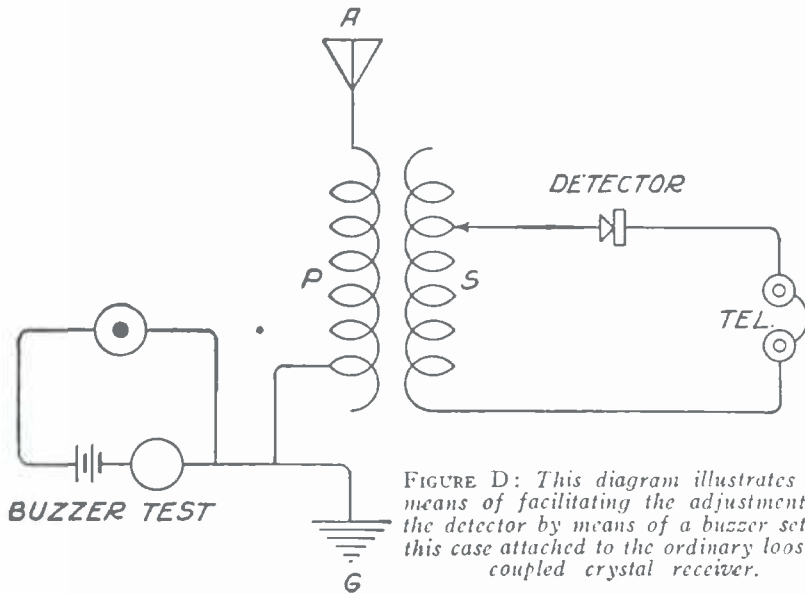 A
DETECTOR
P
S
TEL.
BUZZER TEST
G
FIGURE D: This diagram illustrates
means of facilitating the adjustment
the detector by means of a buzzer set
this case attached to the ordinary loos
coupled crystal receiver.